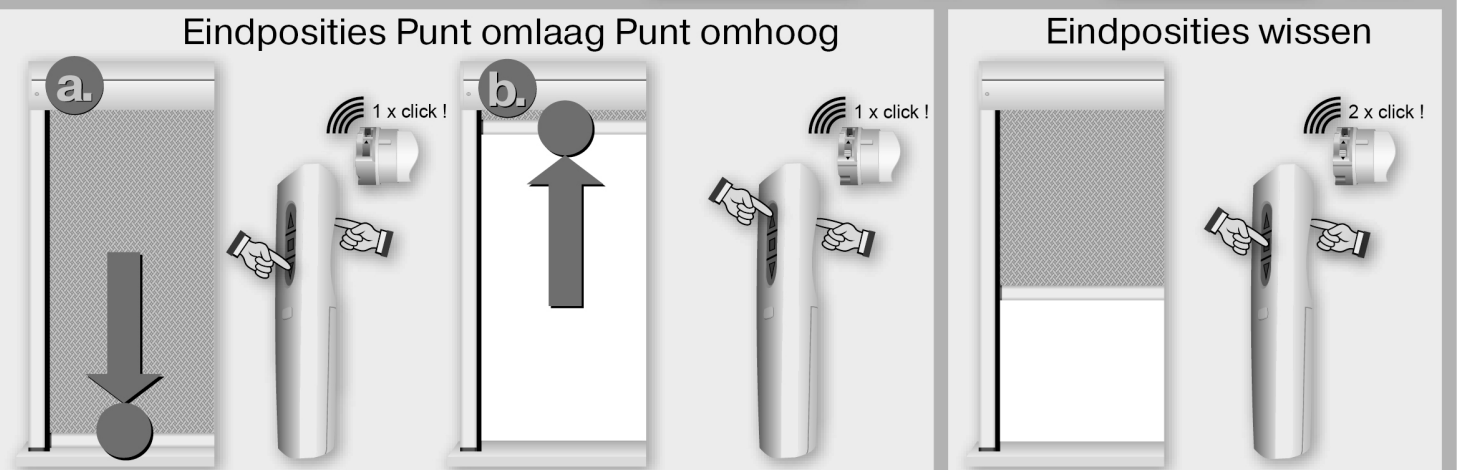 Eindposities Punt omlaag Punt omhoog
a.
1 x click !
b.
1 x click !
Eindposities wissen
2 x click !